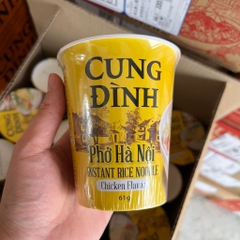 CUNG
ĐÌNH
Phở Hà Nội
INSTANT RICE NOODLE
Chicken Flavor
65g